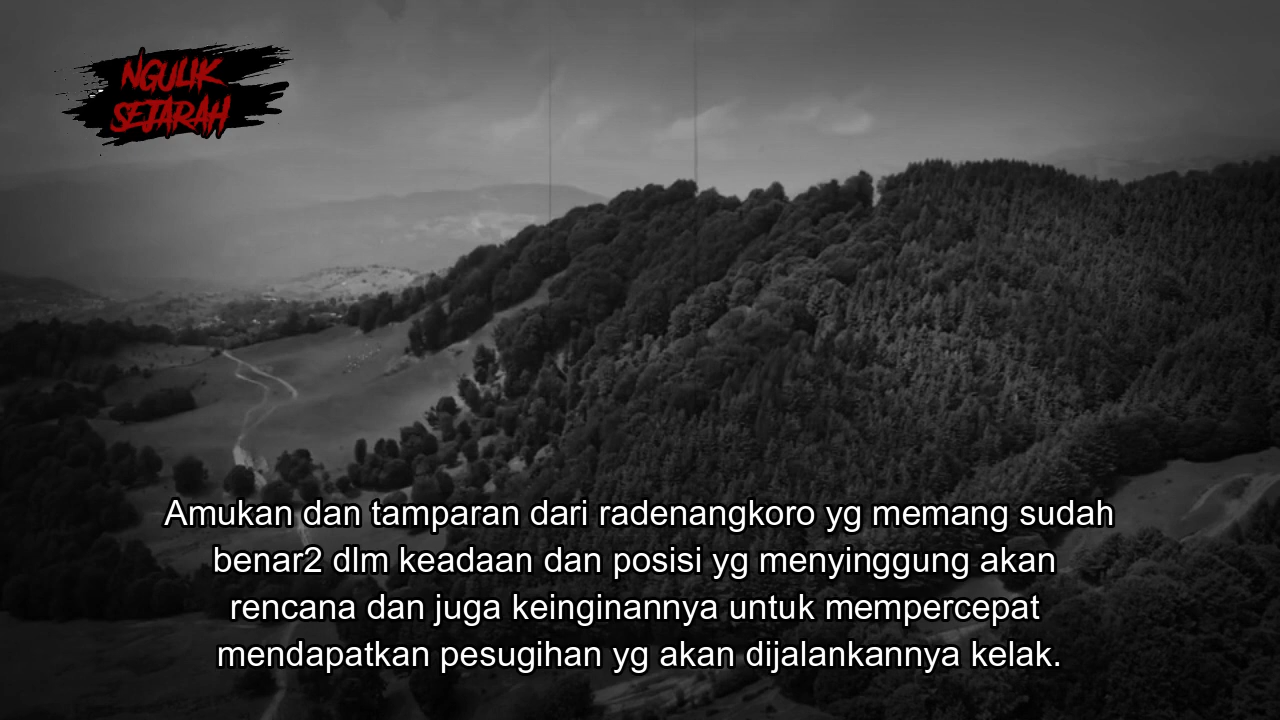 NGULIK
SEJARAH
Amukan dan tamparan dari radenangkoro yg memang sudah
benar2 dlm keadaan dan posisi yg menyinggung akan
rencana dan juga keinginannya untuk mempercepat
mendapatkan pesugihan yg akan dijalankannya kelak.